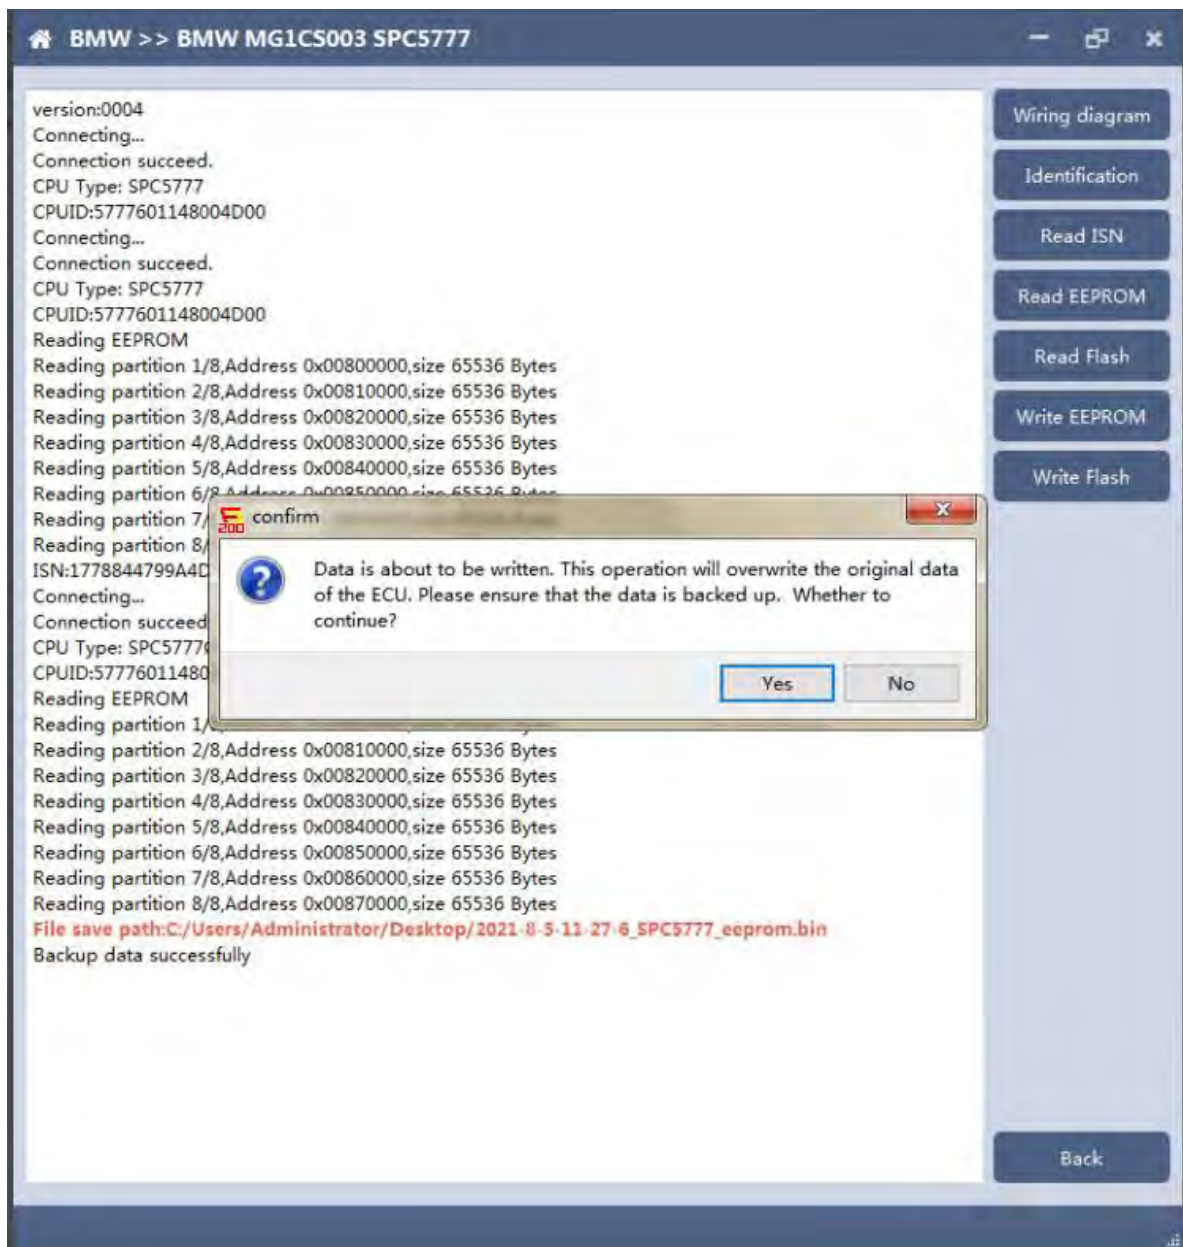 BMW >> BMW MG1CS003 SPC5777
version:0004
Connecting...
Connection succeed.
CPU Type: SPC5777
CPUID:5777601148004D00
Connecting...
Connection succeed.
CPU Type: SPC5777
CPUID:5777601148004D00
Reading EEPROM
Reading partition 1/8,Address 0x00800000,size 65536 Bytes
Reading partition 2/8,Address 0x00810000,size 65536 Bytes
Reading partition 3/8,Address 0x00820000,size 65536 Bytes
Reading partition 4/8,Address 0x00830000,size 65536 Bytes
Reading partition 5/8,Address 0x00840000,size 65536 Bytes
Reading partition 6/8,Address 0x00850000,size 65536 Bytes
Reading partition 7/
Reading partition 8/
ISN:1778844799A4D
Connecting...
Connection succeed
CPU Type: SPC5777
CPUID:57776011480
Reading EEPROM
Reading partition 1/
Reading partition 2/8,Address 0x00810000,size 65536 Bytes
Reading partition 3/8,Address 0x00820000,size 65536 Bytes
Reading partition 4/8,Address 0x00830000,size 65536 Bytes
Reading partition 5/8,Address 0x00840000,size 65536 Bytes
Reading partition 6/8,Address 0x00850000,size 65536 Bytes
Reading partition 7/8,Address 0x00860000,size 65536 Bytes
Reading partition 8/8,Address 0x00870000,size 65536 Bytes
File save path:C:/Users/Administrator/Desktop/2021-8-5-11-27-6_SPC5777_eeprom.bin
Backup data successfully
confirm
Data is about to be written. This operation will overwrite the original data
of the ECU. Please ensure that the data is backed up. Whether to
continue?
Yes
No
Wiring diagram
Identification
Read ISN
Read EEPROM
Read Flash
Write EEPROM
Write Flash
Back